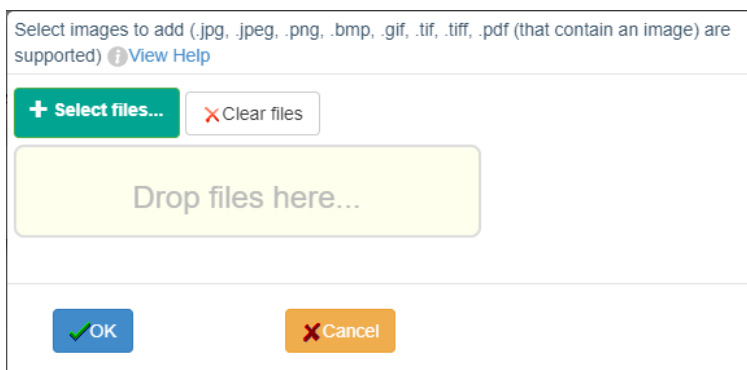 Select images to add (.jpg, .jpeg, .png, .bmp, .gif, .tif, .tiff, .pdf (that contain an image) are
supported) View Help
Select files...
Clear files
Drop files here...
OK
Cancel